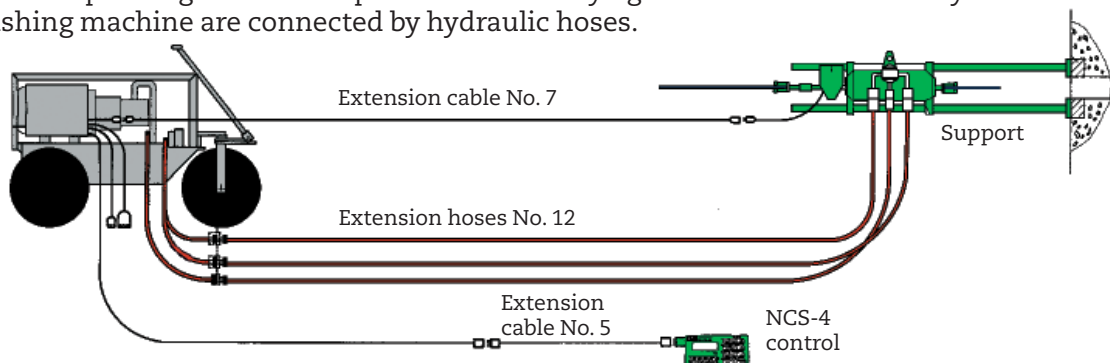 ishing machine are connected by hydraulic hoses.
Extension cable No. 7
Support
Extension hoses No. 12
Extension
cable No. 5
NCS-4
control